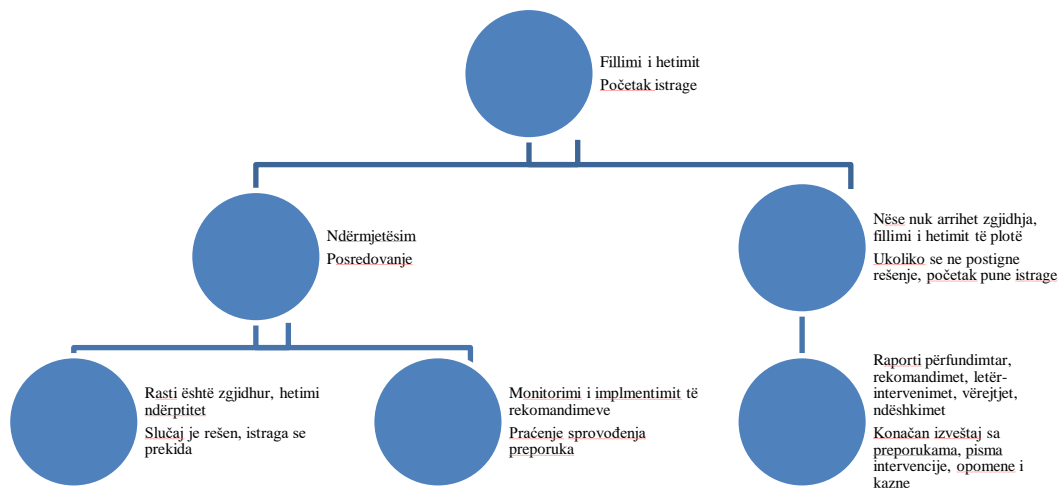 Fillimi i hetimit
Početak istrage
Ndërmjetësim
Posredovanje
Nëse nuk arrihet zgjidhja,
fillimi i hetimit të plotë
Ukoliko se ne postigne
rešenje, početak pune istrage
Rasti është zgjidhur, hetimi
ndërptitet
Slučaj je rešen, istraga se
prekida
Monitorimi i implmentimit të
rekomandimeve
Praćenje sprovođenja
preporuka
Raporti përfundimtar,
rekomandimet, letër-
intervenimet, vërejtjet,
ndëshkimet
Konačan izveštaj sa
preporukama, pisma
intervencije, opomene i
kazne